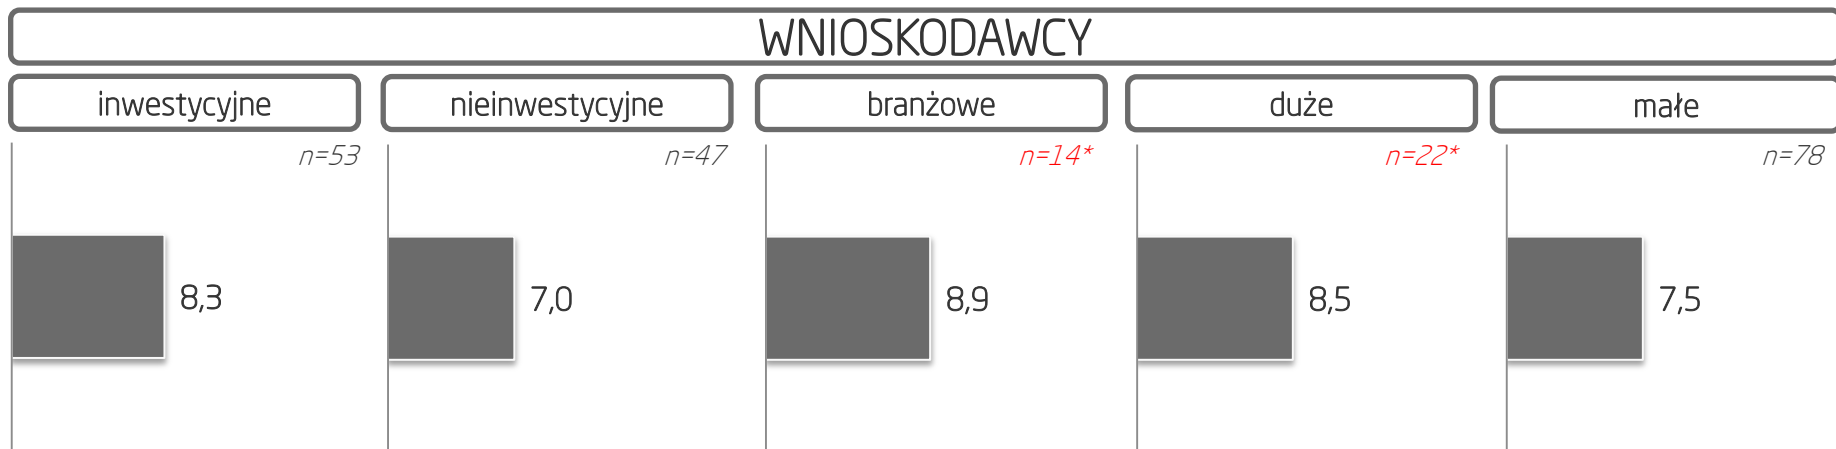 WNIOSKODAWCY
inwestycyjne nieinwestycyjne branżowe duże małe
n=53 n=47 n=14* n=22* n=78
8,3 7,0 8,9 8,5 7,5